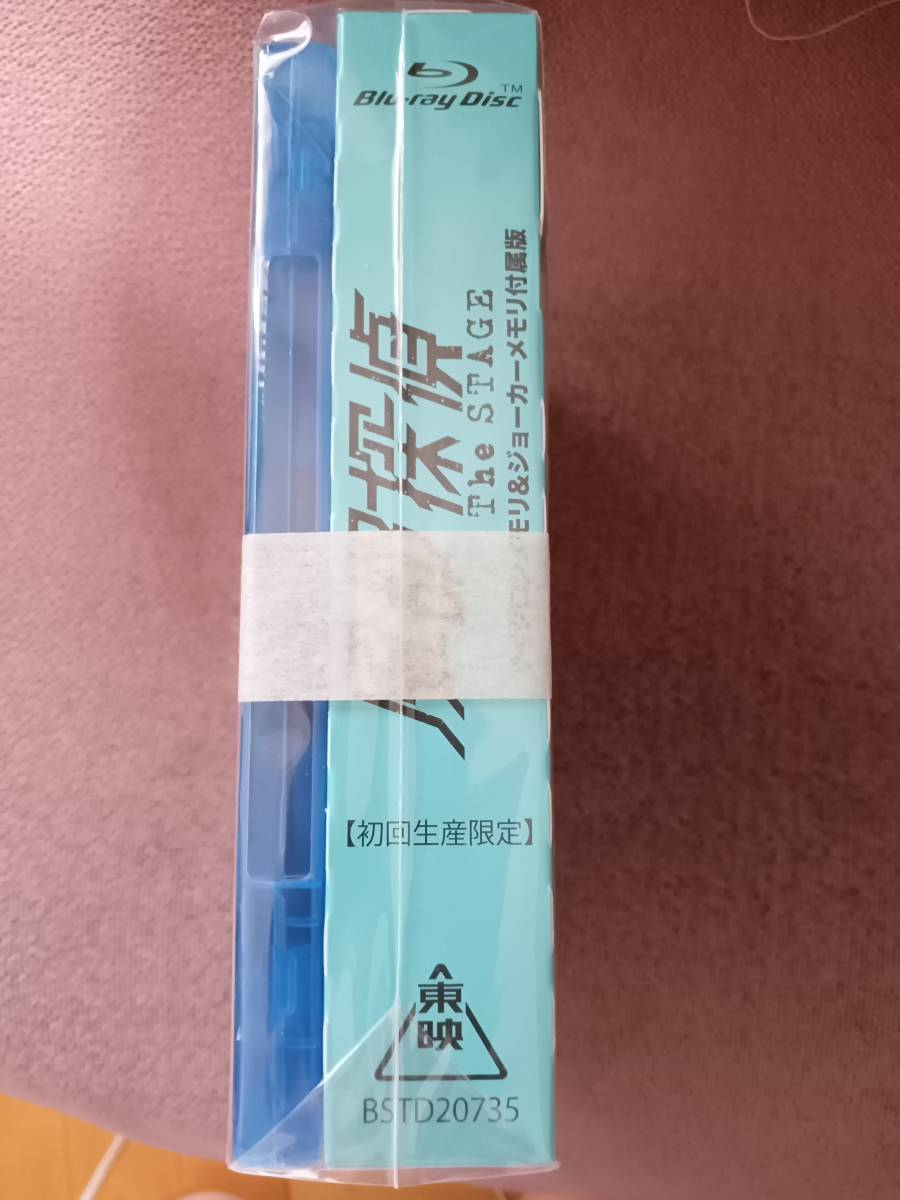 Blu-ray Disc™
探偵
The STAGE
モリ&ジョーカーメモリ付属版
【初回生産限定】
東映
BSTD20735